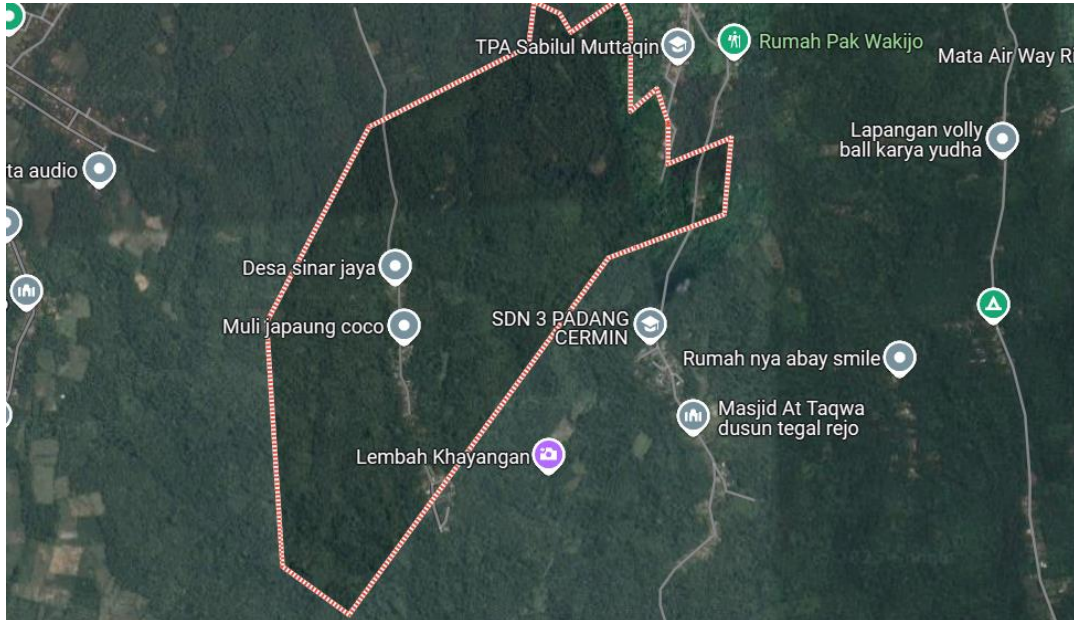 TPA Sabilul Muttaqin
Rumah Pak Wakijo
Mata Air Way Ri
Lapangan volly
ball karya yudha
ta audio
Desa sinar jaya
Muli japaung coco
SDN 3 PADANG
CERMIN
Rumah nya abay smile
Masjid At Taqwa
dusun tegal rejo
Lembah Khayangan